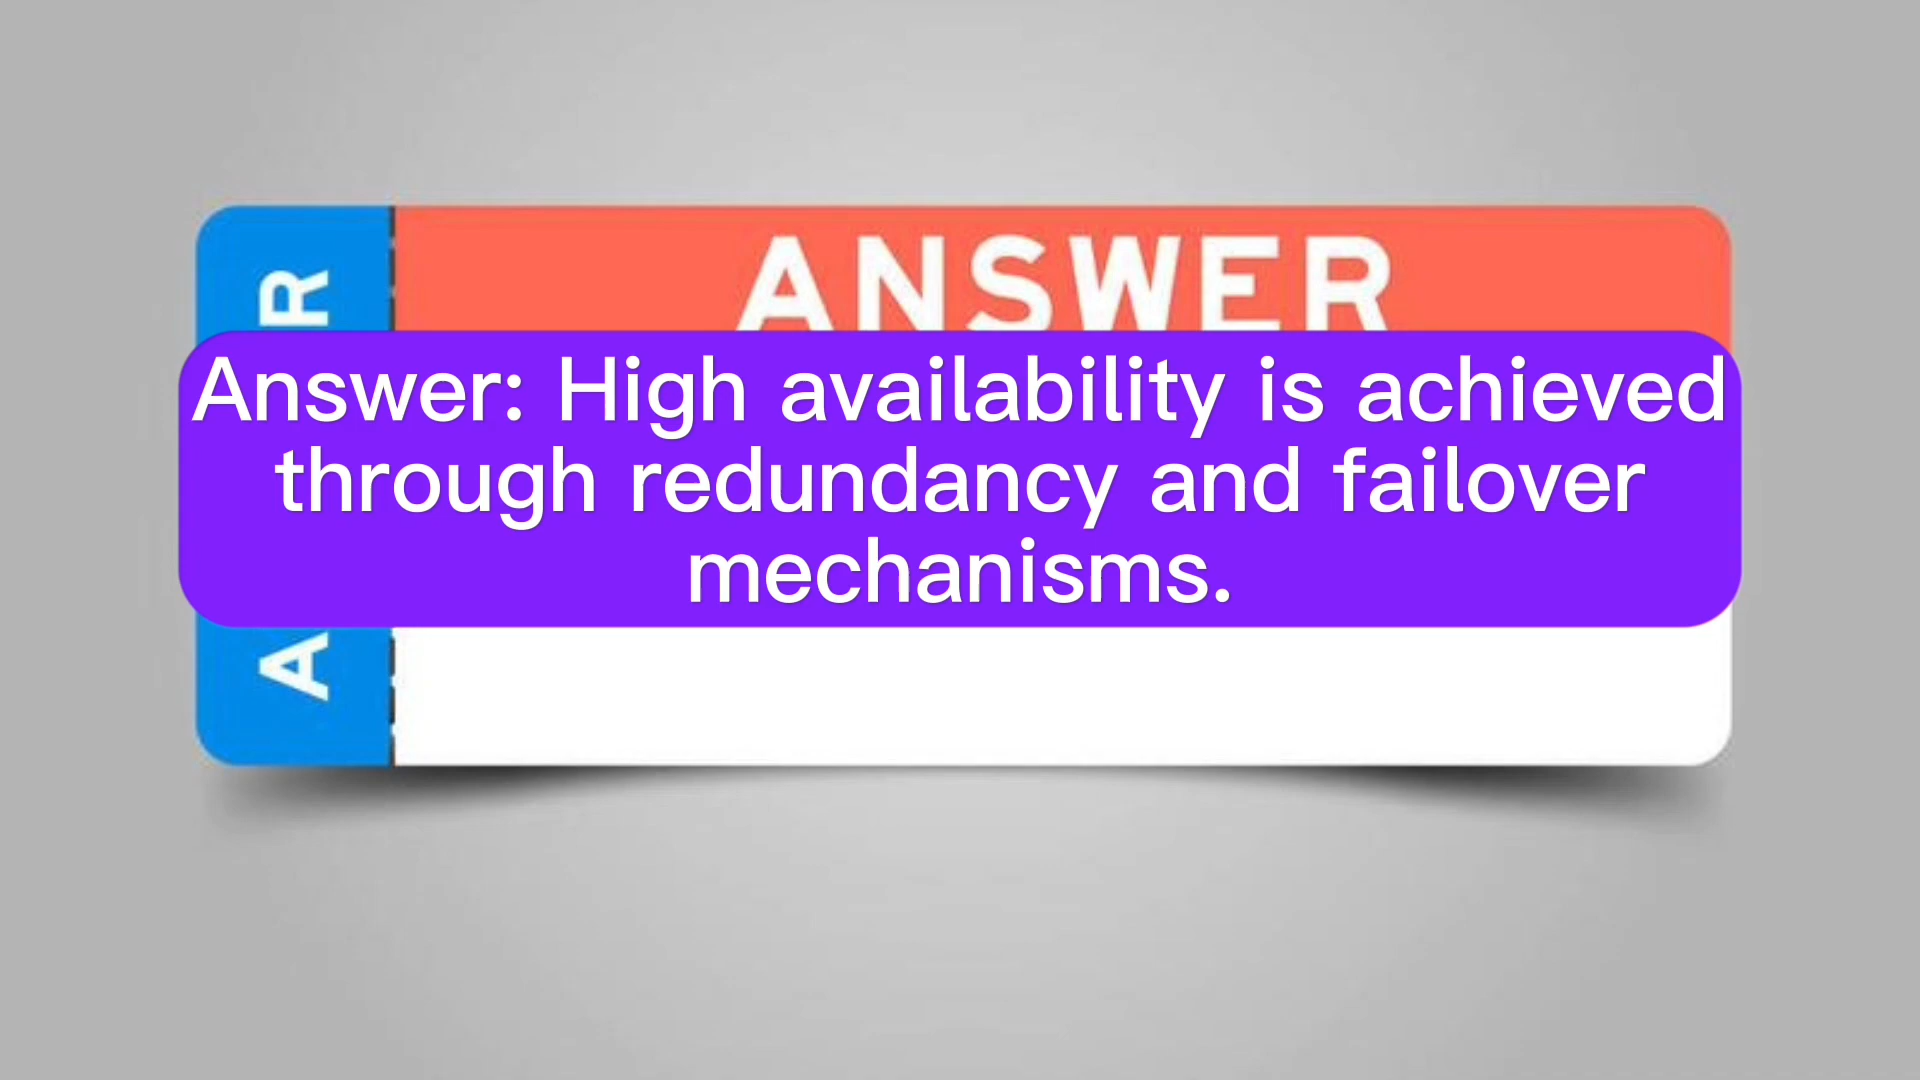 ANSWER
Answer: High availability is achieved
through redundancy and failover
mechanisms.